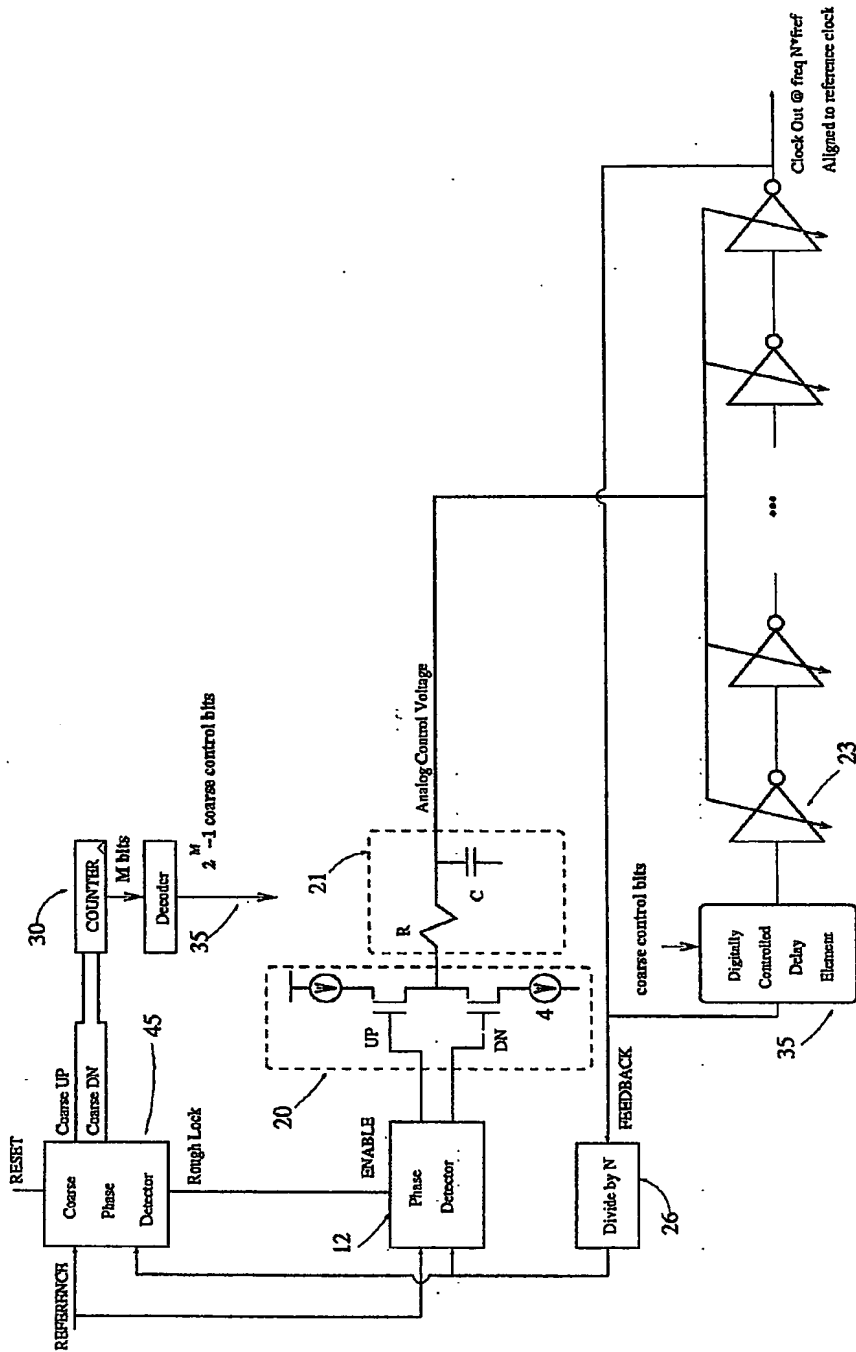 RESET
REFERENCE
Coarse
Phase
Detector
45
Coarse UP
Coarse DN
Rough Lock
30
COUNTER
M bits
Decoder
35
2^M -1 coarse control bits
ENABLE
Phase
Detector
12
20
UP
DN
4
21
R
C
Analog Control Voltage
FEEDBACK
Divide by N
26
coarse control bits
Digitally
Controlled
Delay
Element
35
23
...
Clock Out @ freq N*fref
Aligned to reference clock